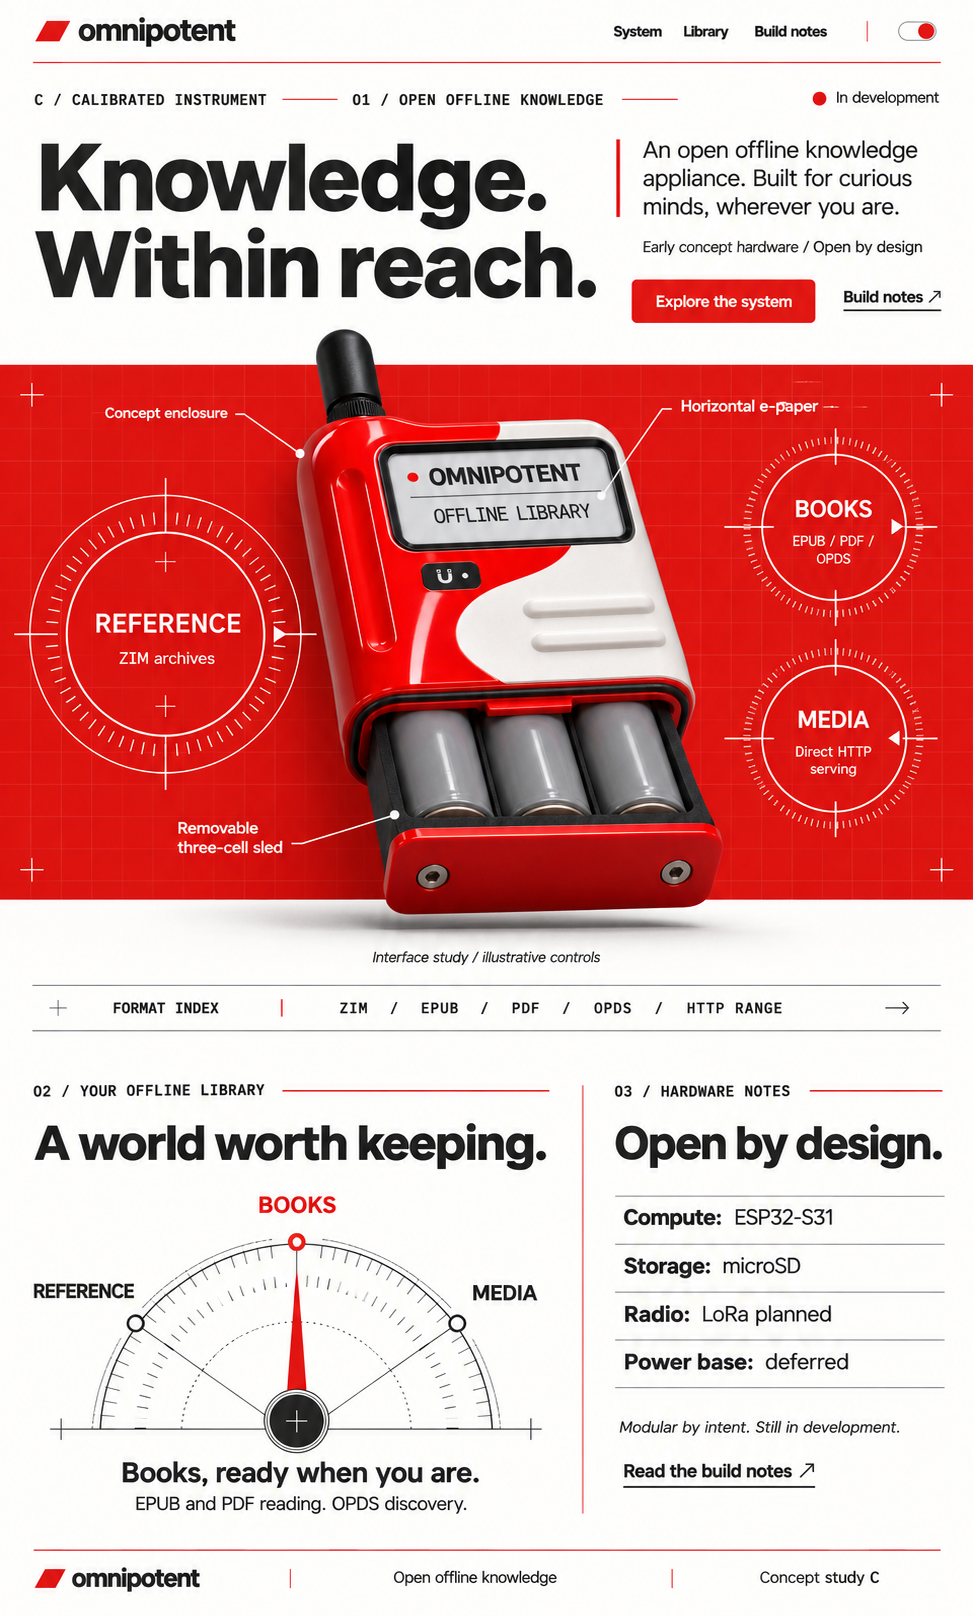 omnipotent
System
Library
Build notes
C / CALIBRATED INSTRUMENT
01 / OPEN OFFLINE KNOWLEDGE
In development
Knowledge.
Within reach.
An open offline knowledge
appliance. Built for curious
minds, wherever you are.
Early concept hardware / Open by design
Explore the system
Build notes ↗
Concept enclosure
Horizontal e-paper
OMNIPOTENT
OFFLINE LIBRARY
REFERENCE
ZIM archives
BOOKS
EPUB / PDF /
OPDS
MEDIA
Direct HTTP
serving
Removable
three-cell sled
Interface study / illustrative controls
FORMAT INDEX
ZIM / EPUB / PDF / OPDS / HTTP RANGE →
02 / YOUR OFFLINE LIBRARY
A world worth keeping.
BOOKS
REFERENCE
MEDIA
Books, ready when you are.
EPUB and PDF reading. OPDS discovery.
03 / HARDWARE NOTES
Open by design.
Compute: ESP32-S31
Storage: microSD
Radio: LoRa planned
Power base: deferred
Modular by intent. Still in development.
Read the build notes ↗
omnipotent
Open offline knowledge
Concept study C